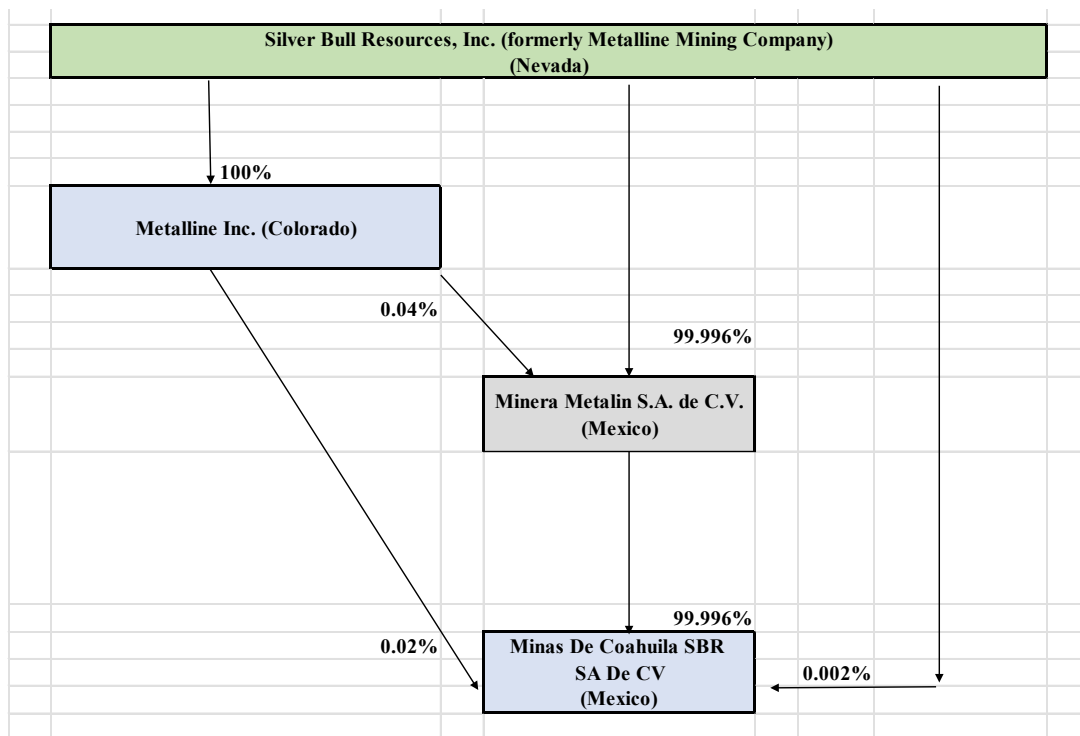 Silver Bull Resources, Inc. (formerly Metalline Mining Company)
(Nevada)
100%
Metalline Inc. (Colorado)
0.04%
99.996%
Minera Metalin S.A. de C.V.
(Mexico)
99.996%
0.02%
Minas De Coahuila SBR
SA De CV
(Mexico)
0.002%